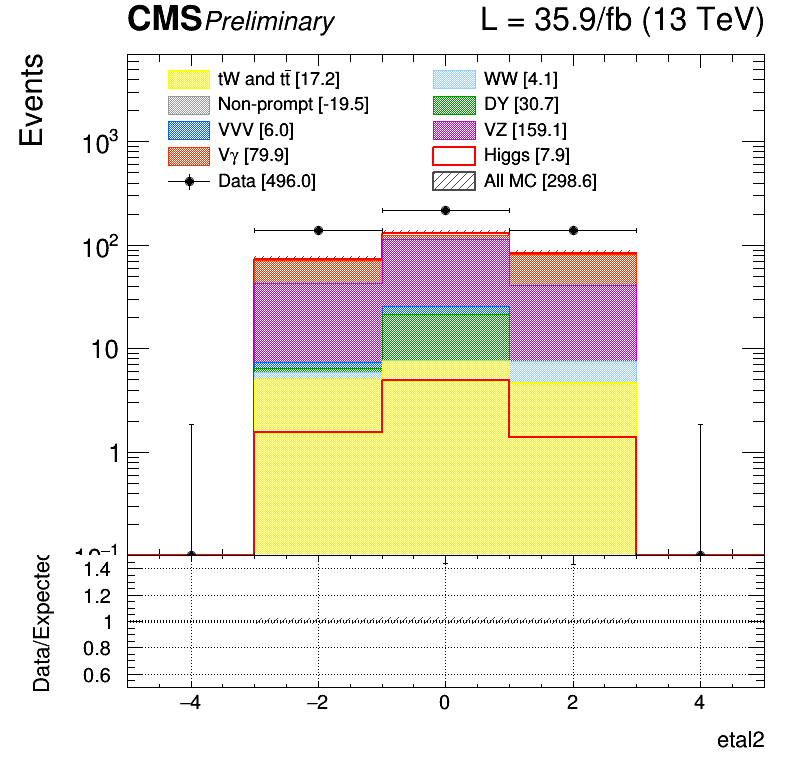 CMS Preliminary L = 35.9/fb (13 TeV)
Events
tW and tt̄ [17.2] WW [4.1]
Non-prompt [-19.5] DY [30.7]
VVV [6.0] VZ [159.1]
Vγ [79.9] Higgs [7.9]
Data [496.0] All MC [298.6]
10³
10²
10
1
Data/Expected
1.4
1.2
1
0.8
0.6
−4 −2 0 2 4
etal2